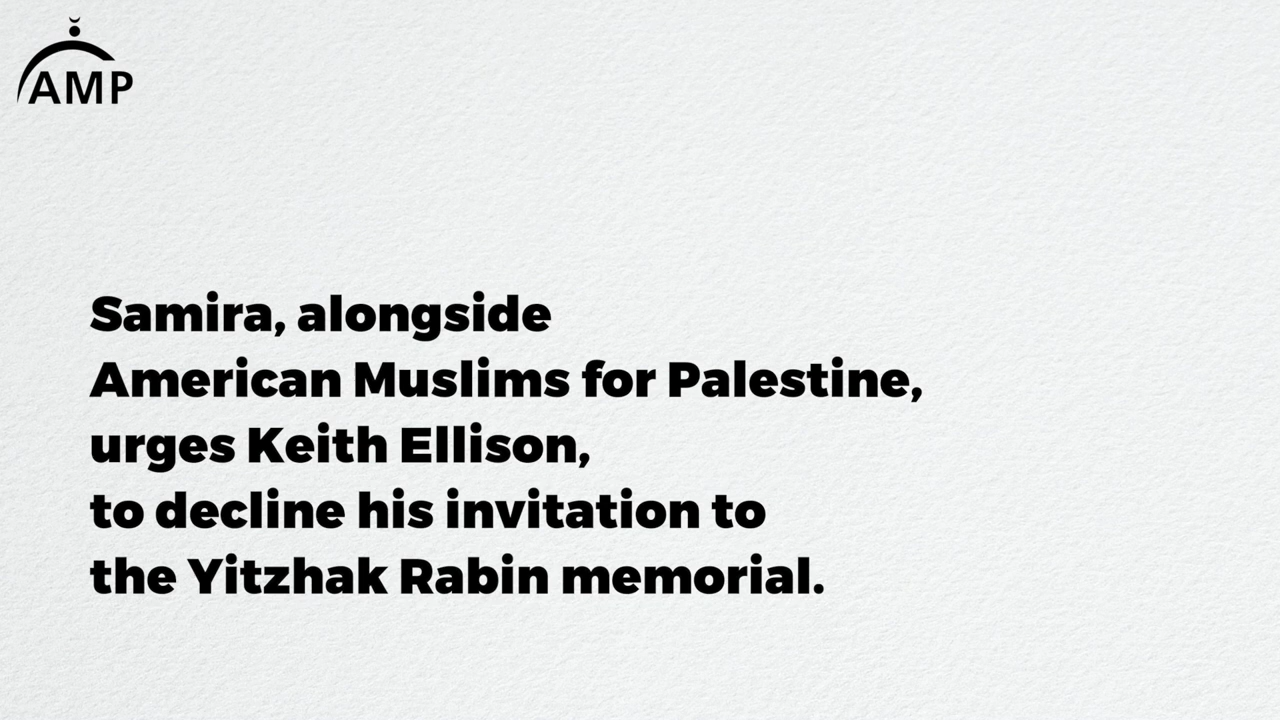 AMP
Samira, alongside
American Muslims for Palestine,
urges Keith Ellison,
to decline his invitation to
the Yitzhak Rabin memorial.